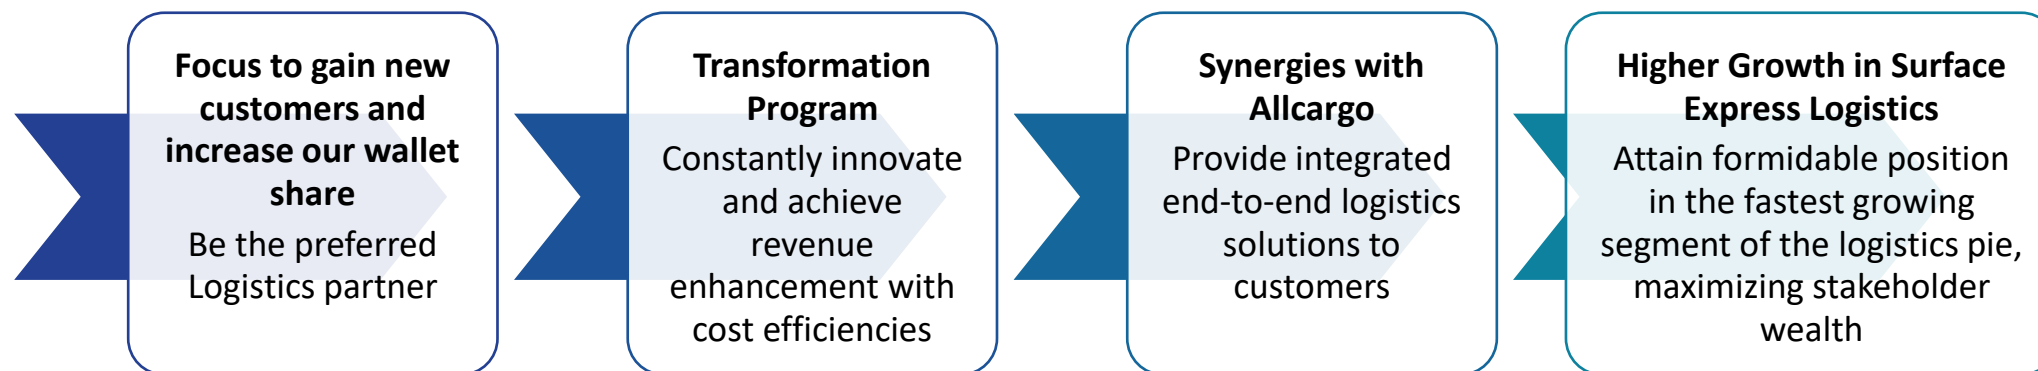 Focus to gain new
customers and
increase our wallet
share
Be the preferred
Logistics partner
Transformation
Program
Constantly innovate
and achieve
revenue
enhancement with
cost efficiencies
Synergies with
Allcargo
Provide integrated
end-to-end logistics
solutions to
customers
Higher Growth in Surface
Express Logistics
Attain formidable position
in the fastest growing
segment of the logistics pie,
maximizing stakeholder
wealth